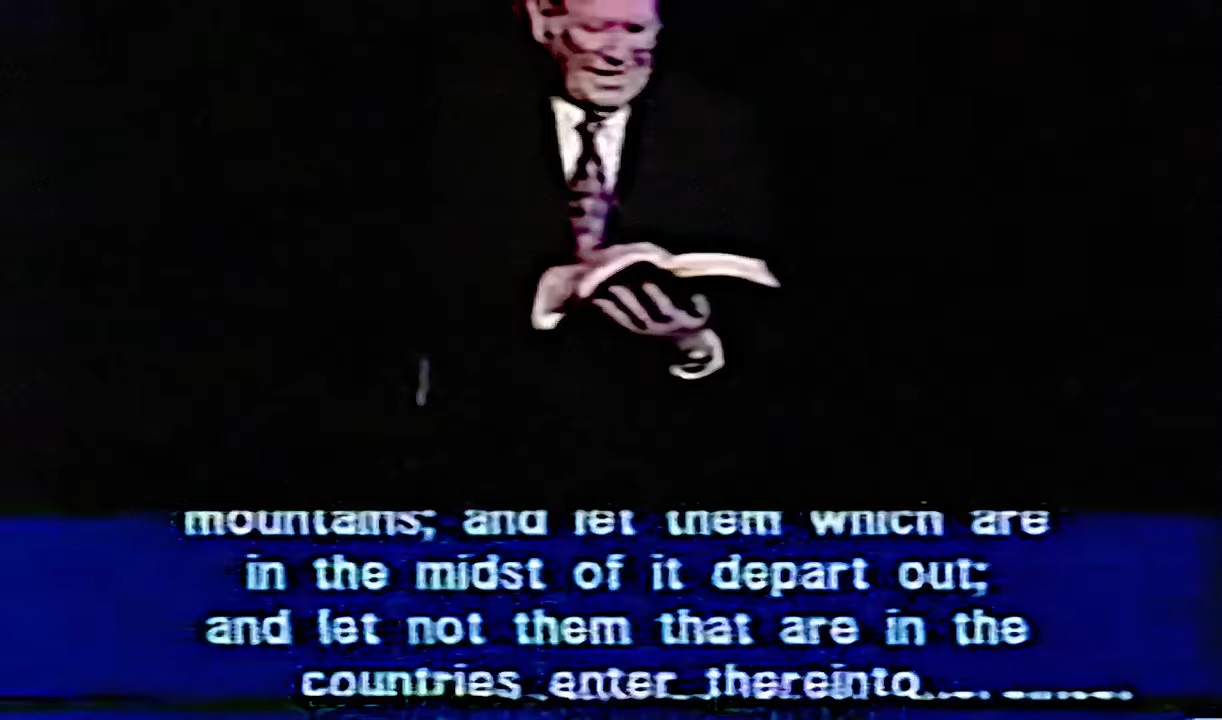 mountains; and let them which are
in the midst of it depart out;
and let not them that are in the
countries enter thereinto.